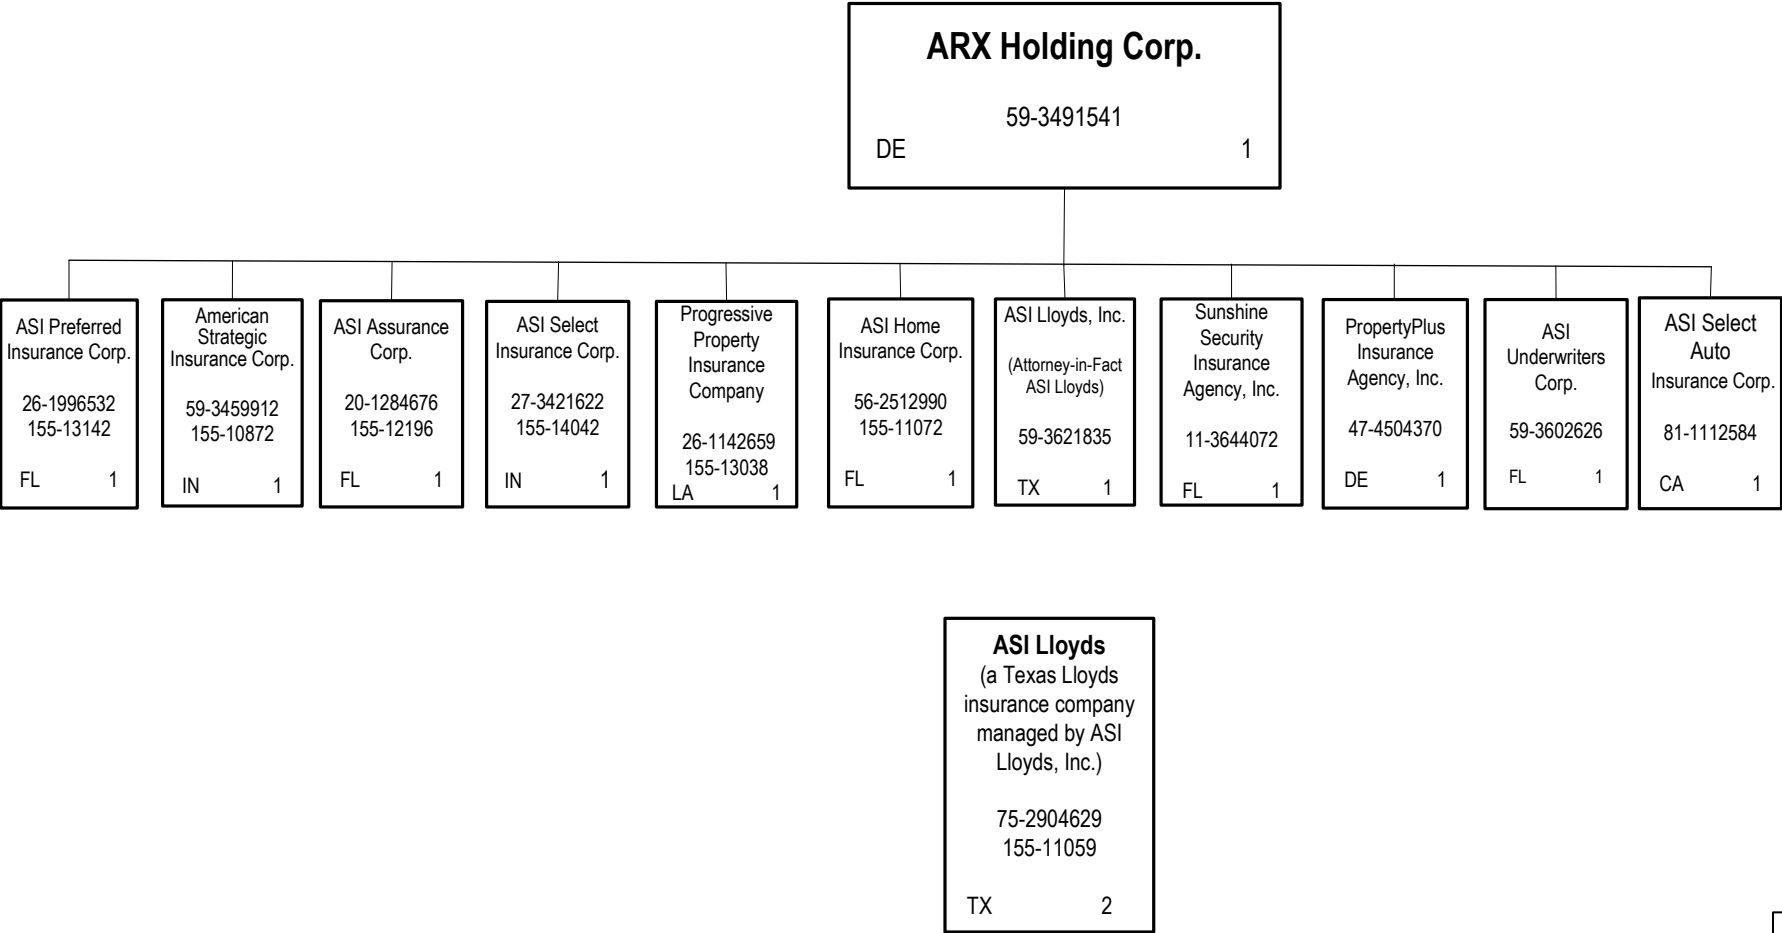 ARX Holding Corp.
59-3491541
DE 1
ASI Preferred
Insurance Corp.
26-1996532
155-13142
FL 1
American
Strategic
Insurance Corp.
59-3459912
155-10872
IN 1
ASI Assurance
Corp.
20-1284676
155-12196
FL 1
ASI Select
Insurance Corp.
27-3421622
155-14042
IN 1
Progressive
Property
Insurance
Company
26-1142659
155-13038
LA 1
ASI Home
Insurance Corp.
56-2512990
155-11072
FL 1
ASI Lloyds, Inc.
(Attorney-in-Fact
ASI Lloyds)
59-3621835
TX 1
Sunshine
Security
Insurance
Agency, Inc.
11-3644072
FL 1
PropertyPlus
Insurance
Agency, Inc.
47-4504370
DE 1
ASI
Underwriters
Corp.
59-3602626
FL 1
ASI Select
Auto
Insurance Corp.
81-1112584
CA 1
ASI Lloyds
(a Texas Lloyds
insurance company
managed by ASI
Lloyds, Inc.)
75-2904629
155-11059
TX 2